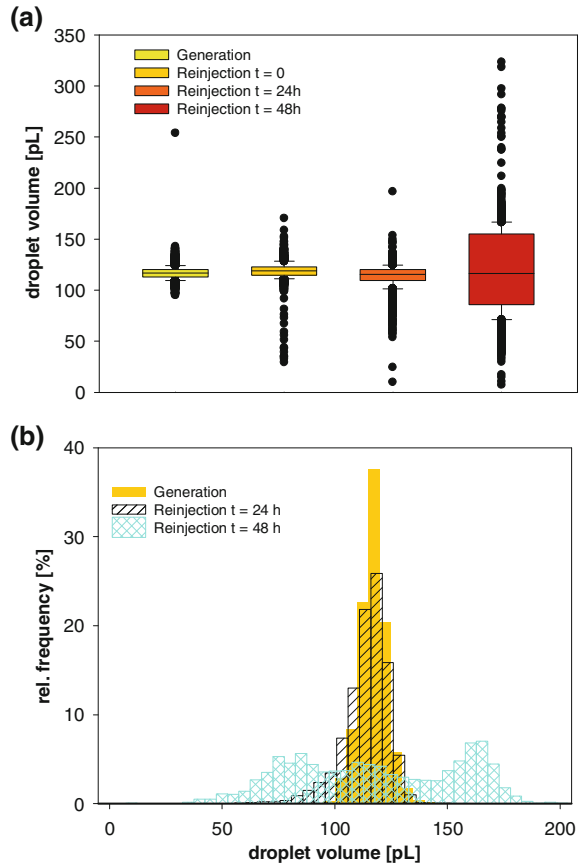 (a)
350
300
250
200
150
100
50
0
droplet volume [pL]
Generation
Reinjection t = 0
Reinjection t = 24h
Reinjection t = 48h
(b)
40
30
20
10
0
rel. frequency [%]
Generation
Reinjection t = 24 h
Reinjection t = 48 h
0 50 100 150 200
droplet volume [pL]